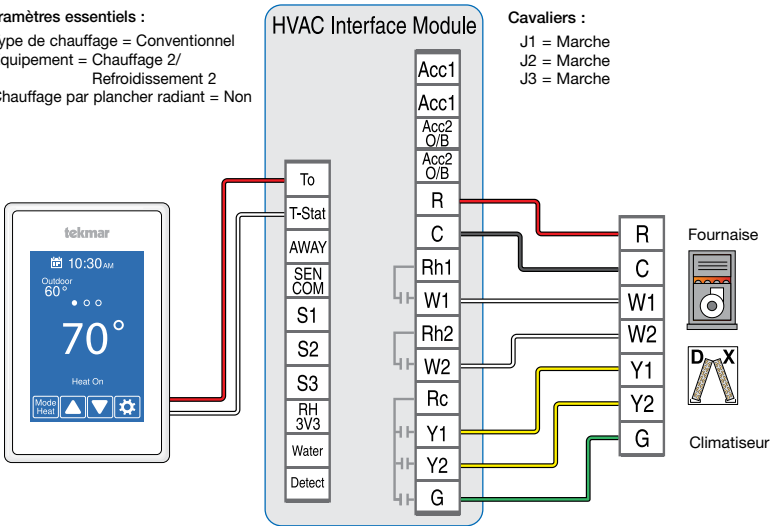 ramètres essentiels :
ype de chauffage = Conventionnel
quipement = Chauffage 2/
Refroidissement 2
Chauffage par plancher radiant = Non
HVAC Interface Module
Cavaliers :
J1 = Marche
J2 = Marche
J3 = Marche
Acc1
Acc1
Acc2
O/B
Acc2
O/B
R
C
Rh1
W1
Rh2
W2
Rc
Y1
Y2
G
To
T-Stat
AWAY
SEN
COM
S1
S2
S3
RH
3V3
Water
Detect
tekmar
10:30 AM
Outdoor
60°
70°
Heat On
Mode
Heat
R
C
W1
W2
Y1
Y2
G
Fournaise
D X
Climatiseur